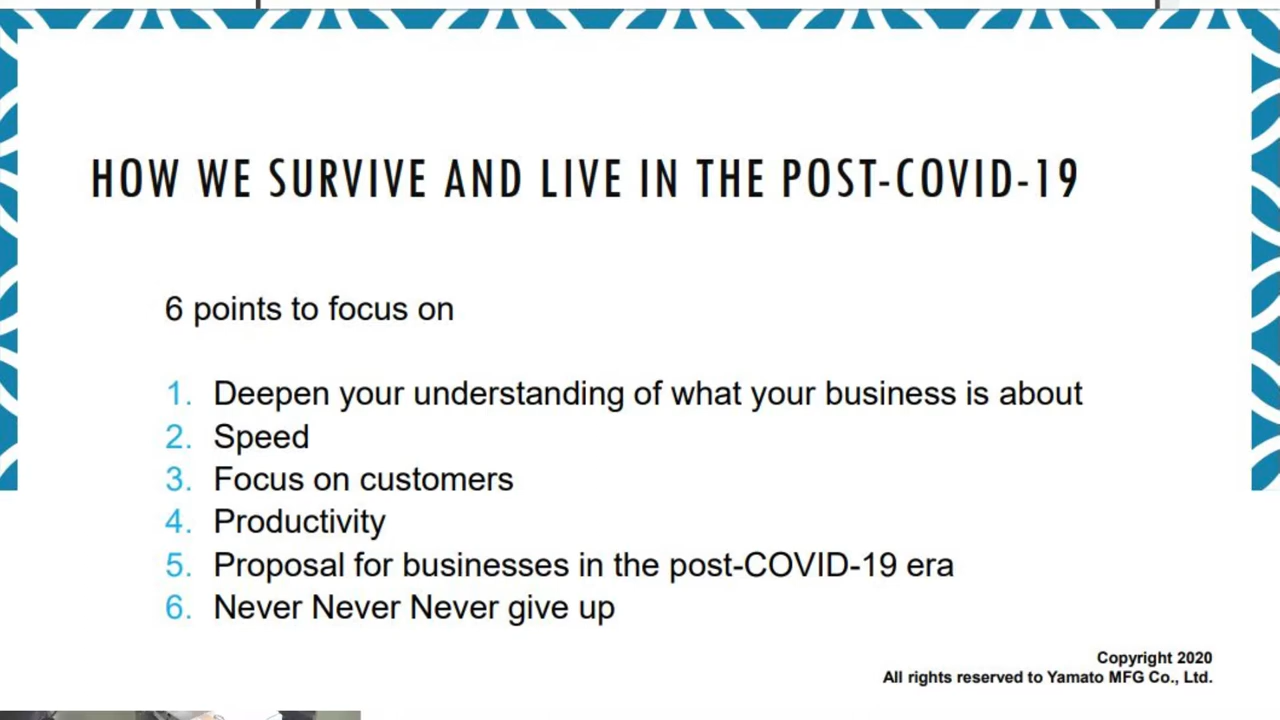 HOW WE SURVIVE AND LIVE IN THE POST-COVID-19
6 points to focus on
1. Deepen your understanding of what your business is about
2. Speed
3. Focus on customers
4. Productivity
5. Proposal for businesses in the post-COVID-19 era
6. Never Never Never give up
Copyright 2020
All rights reserved to Yamato MFG Co., Ltd.